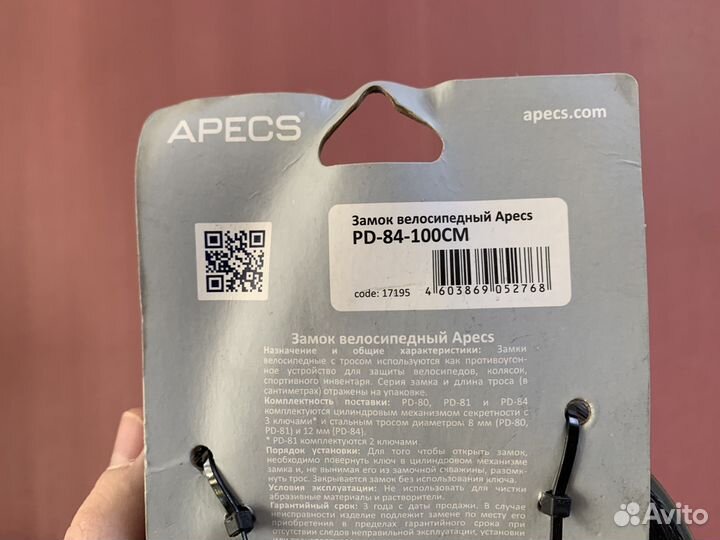 APECS
apecs.com
Замок велосипедный Apecs
PD-84-100CM
code: 17195
4 603869 052768
Замок велосипедный Apecs
Назначение и общие характеристики: Замки
велосипедные с тросом используются как противоугон-
ное устройство для защиты велосипедов, колясок,
спортивного инвентаря. Серия замка и длина троса (в
сантиметрах) отражены на упаковке.
Комплектность поставки: PD-80, PD-81 и PD-84
комплектуются цилиндровым механизмом секретности с
3 ключами* и стальным тросом диаметром 8 мм (PD-80,
PD-81) и 12 мм (PD-84).
* PD-81 комплектуются 2 ключами.
Порядок установки: Для того чтобы открыть замок,
необходимо повернуть ключ в цилиндровом механизме
замка и, не вынимая его из замочной скважины, разомк-
нуть трос. Закрывается замок без использования ключа.
Условия эксплуатации: Не использовать для чистки
абразивные материалы и растворители.
Гарантийный срок: 3 года с даты продажи. В случае
неисправности изделие подлежит замене по месту его
приобретения в пределах гарантийного срока при
отсутствии следов неправильной эксплуатации, установки
Avito